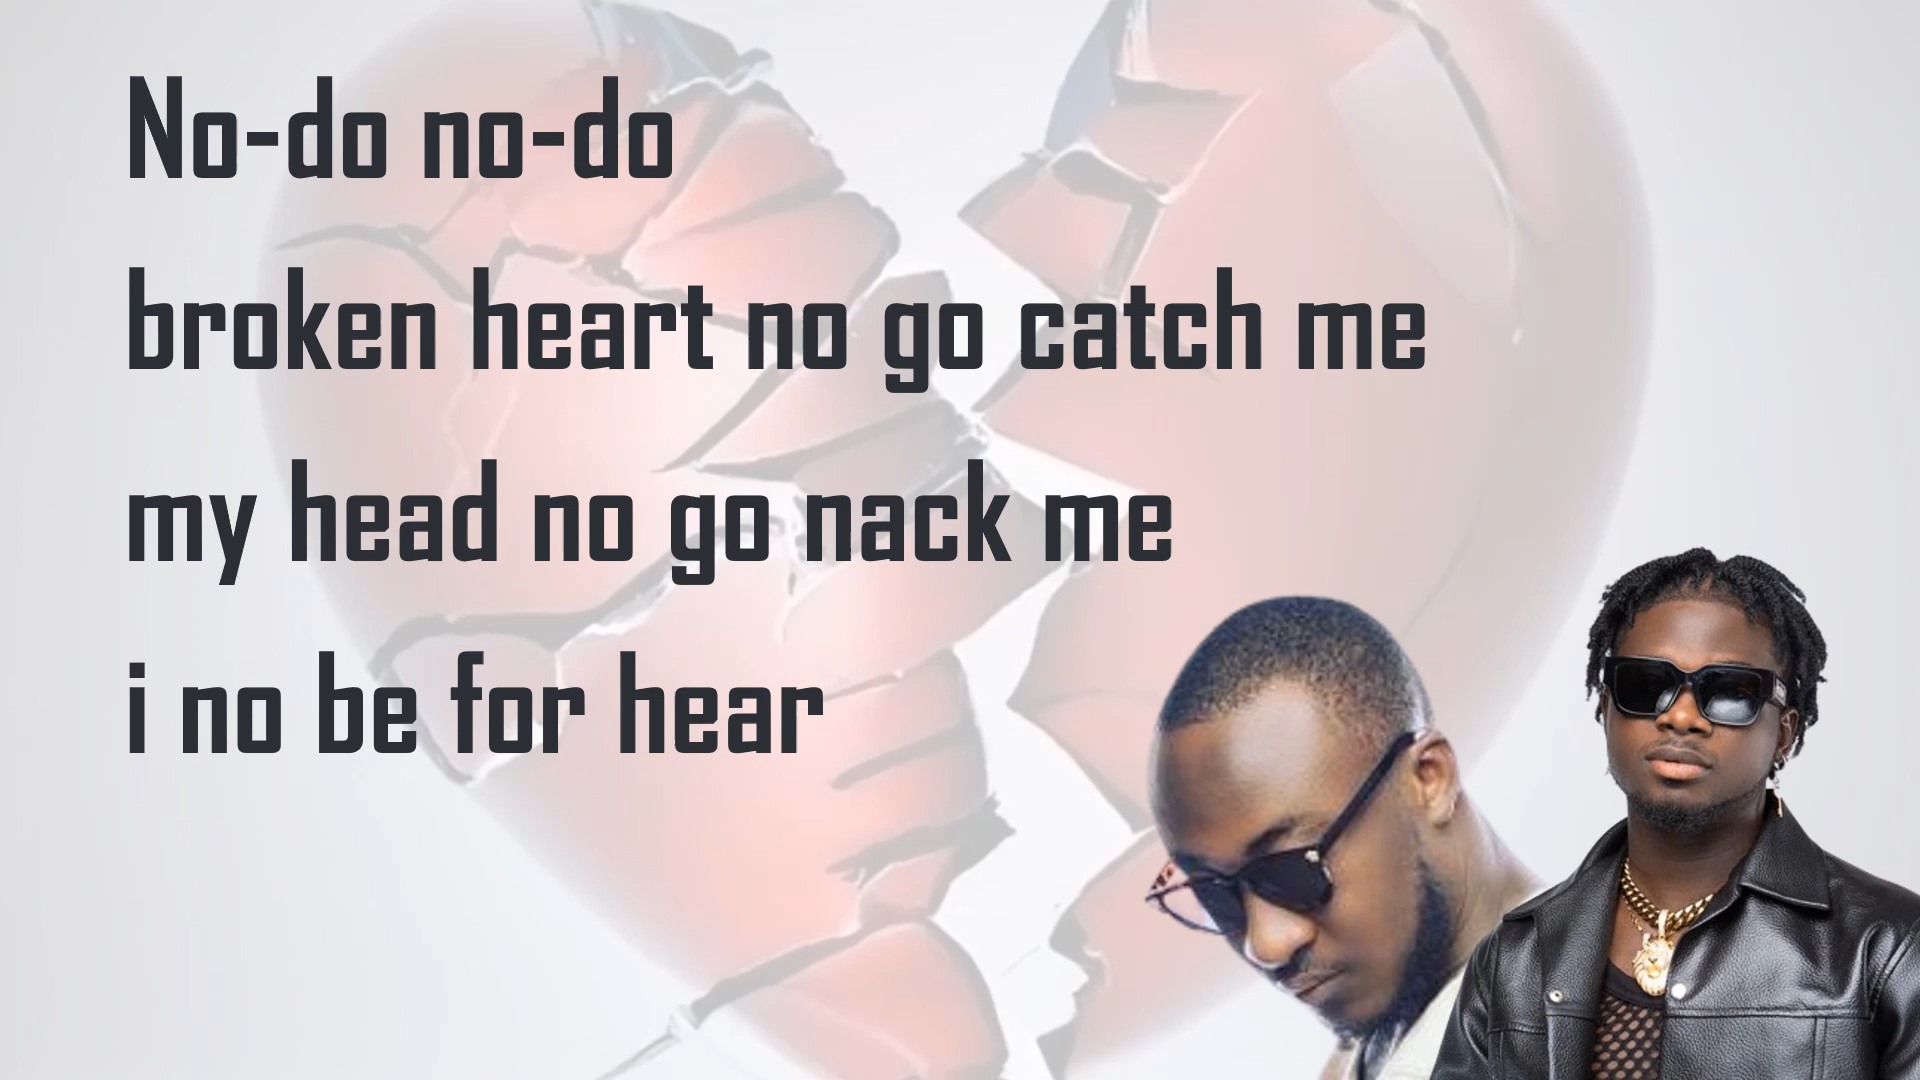 No-do no-do
broken heart no go catch me
my head no go nack me
i no be for hear